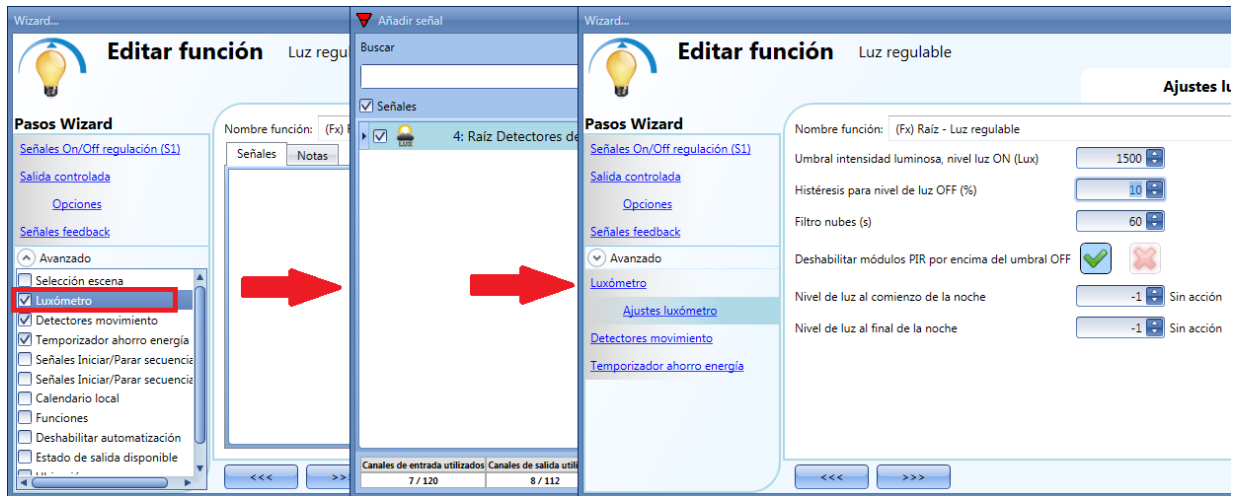 Wizard...
Editar función Luz regul
Pasos Wizard
Señales On/Off regulación (S1)
Salida controlada
Opciones
Señales feedback
Avanzado
Selección escena
Luxómetro
Detectores movimiento
Temporizador ahorro energía
Señales Iniciar/Parar secuencia
Señales Iniciar/Parar secuencia
Calendario local
Funciones
Deshabilitar automatización
Estado de salida disponible
Nombre función: (Fx)
Señales Notas
<<< >>
Añadir señal
Buscar
Señales
LUX 4: Raíz Detectores de
Canales de entrada utilizados Canales de salida utili
7 / 120 8 / 112
Wizard...
Editar función Luz regulable
Ajustes lu
Pasos Wizard
Señales On/Off regulación (S1)
Salida controlada
Opciones
Señales feedback
Avanzado
Luxómetro
Ajustes luxómetro
Detectores movimiento
Temporizador ahorro energía
Nombre función: (Fx) Raíz - Luz regulable
Umbral intensidad luminosa, nivel luz ON (Lux) 1500
Histéresis para nivel de luz OFF (%) 10
Filtro nubes (s) 60
Deshabilitar módulos PIR por encima del umbral OFF
Nivel de luz al comienzo de la noche -1 Sin acción
Nivel de luz al final de la noche -1 Sin acción
<<< >>>